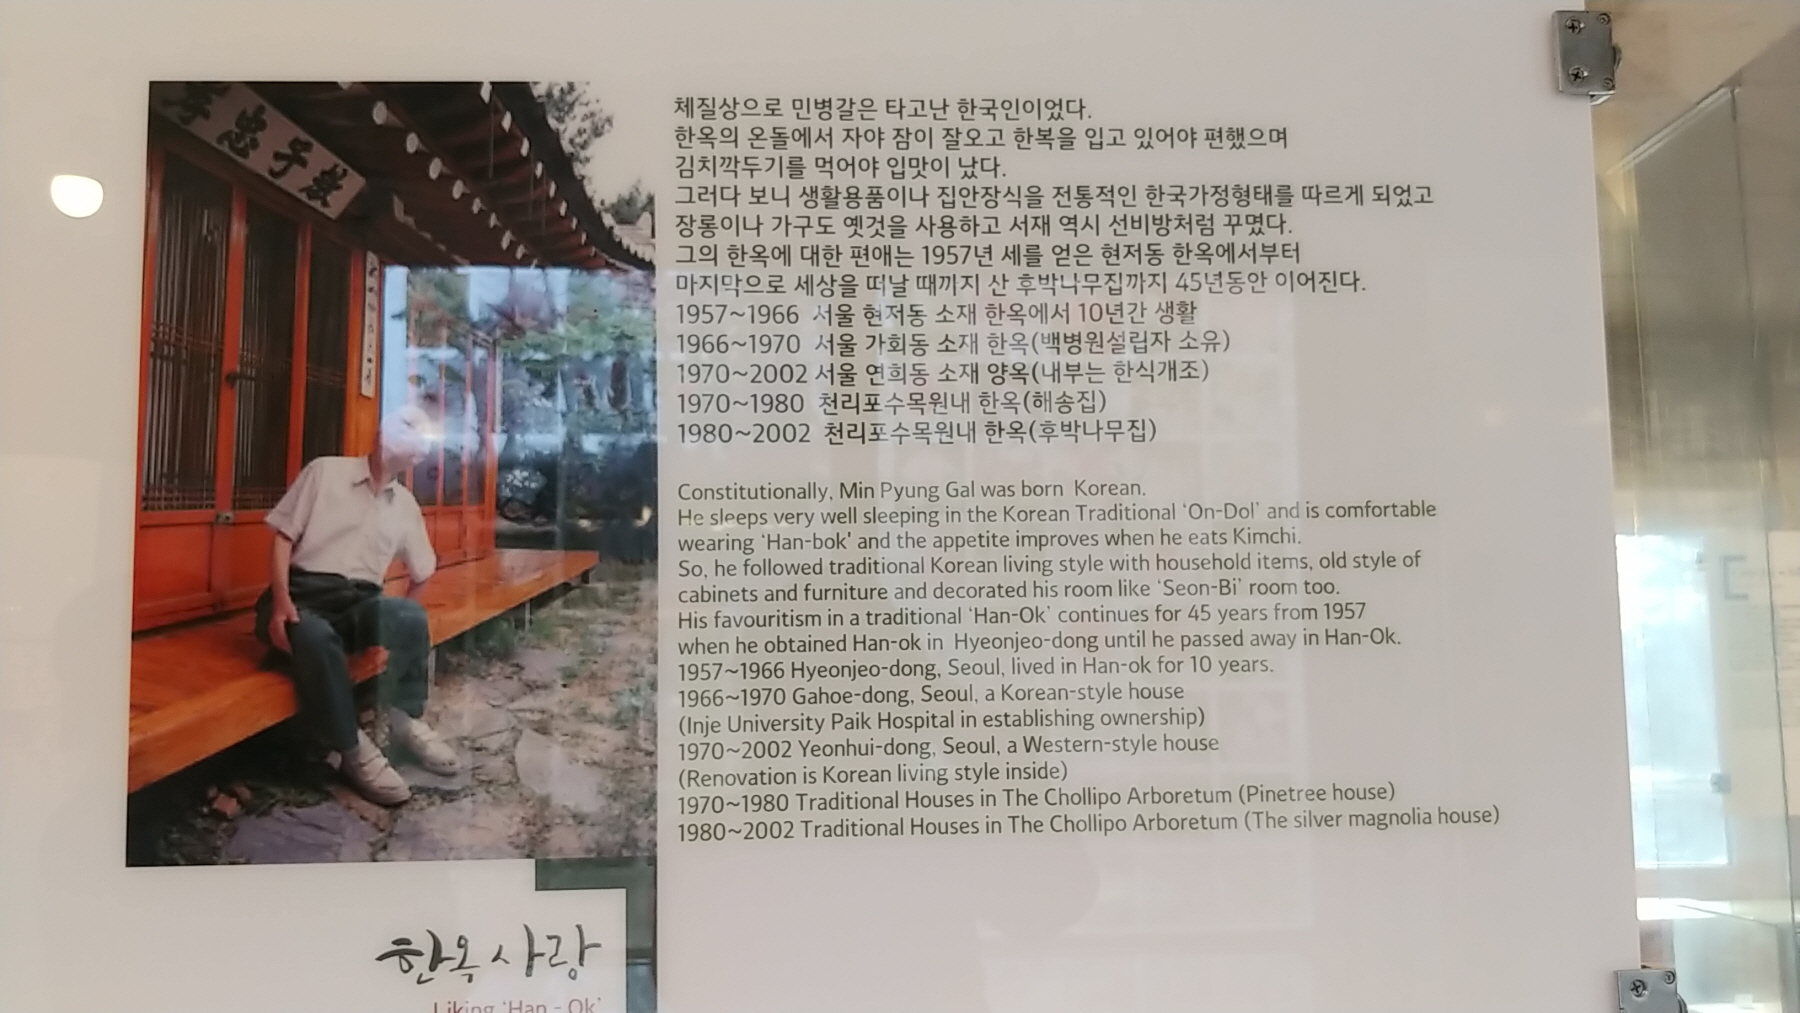 孝忠子教
체질상으로 민병갈은 타고난 한국인이었다.
한옥의 온돌에서 자야 잠이 잘오고 한복을 입고 있어야 편했으며
김치깍두기를 먹어야 입맛이 났다.
그러다 보니 생활용품이나 집안장식을 전통적인 한국가정형태를 따르게 되었고
장롱이나 가구도 옛것을 사용하고 서재 역시 선비방처럼 꾸몄다.
그의 한옥에 대한 편애는 1957년 세를 얻은 현저동 한옥에서부터
마지막으로 세상을 떠날 때까지 산 후박나무집까지 45년동안 이어진다.
1957~1966 서울 현저동 소재 한옥에서 10년간 생활
1966~1970 서울 가회동 소재 한옥(백병원설립자 소유)
1970~2002 서울 연희동 소재 양옥(내부는 한식개조)
1970~1980 천리포수목원내 한옥(해송집)
1980~2002 천리포수목원내 한옥(후박나무집)
Constitutionally, Min Pyung Gal was born Korean.
He sleeps very well sleeping in the Korean Traditional ‘On-Dol’ and is comfortable
wearing ‘Han-bok' and the appetite improves when he eats Kimchi.
So, he followed traditional Korean living style with household items, old style of
cabinets and furniture and decorated his room like ‘Seon-Bi’ room too.
His favouritism in a traditional ‘Han-Ok’ continues for 45 years from 1957
when he obtained Han-ok in Hyeonjeo-dong until he passed away in Han-Ok.
1957~1966 Hyeonjeo-dong, Seoul, lived in Han-ok for 10 years.
1966~1970 Gahoe-dong, Seoul, a Korean-style house
(Inje University Paik Hospital in establishing ownership)
1970~2002 Yeonhui-dong, Seoul, a Western-style house
(Renovation is Korean living style inside)
1970~1980 Traditional Houses in The Chollipo Arboretum (Pinetree house)
1980~2002 Traditional Houses in The Chollipo Arboretum (The silver magnolia house)
한옥 사랑
Liking ‘Han - Ok’